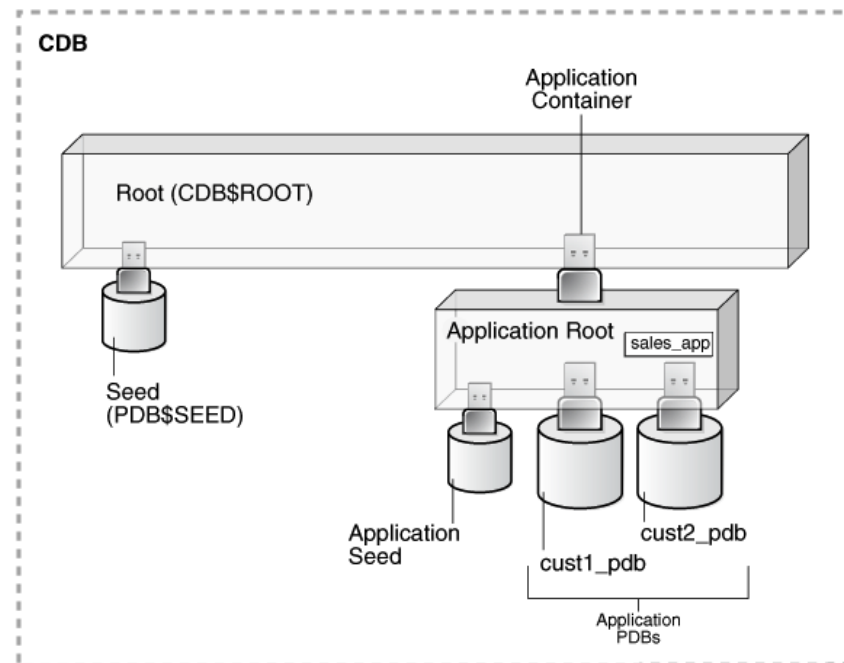 CDB
Application
Container
Root (CDB$ROOT)
Application Root
sales_app
Seed
(PDB$SEED)
Application
Seed
cust1_pdb
cust2_pdb
Application
PDBs